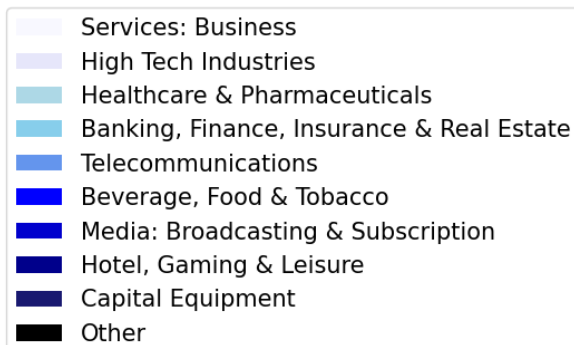 Services: Business
High Tech Industries
Healthcare & Pharmaceuticals
Banking, Finance, Insurance & Real Estate
Telecommunications
Beverage, Food & Tobacco
Media: Broadcasting & Subscription
Hotel, Gaming & Leisure
Capital Equipment
Other